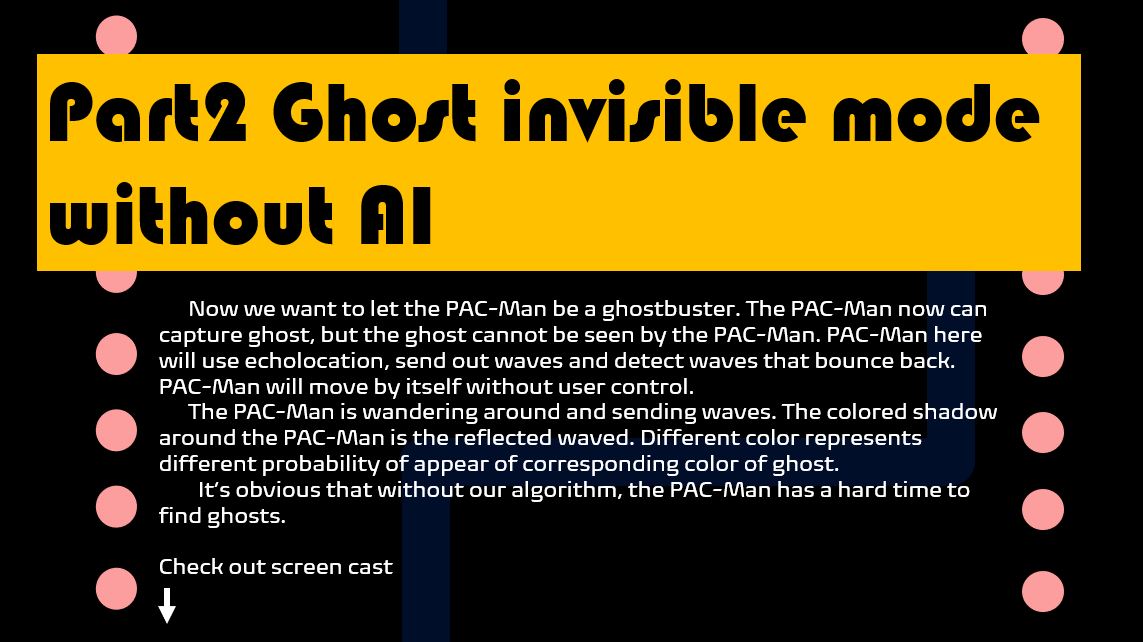 Part2 Ghost invisible mode
without AI
Now we want to let the PAC-Man be a ghostbuster. The PAC-Man now can
capture ghost, but the ghost cannot be seen by the PAC-Man. PAC-Man here
will use echolocation, send out waves and detect waves that bounce back.
PAC-Man will move by itself without user control.
The PAC-Man is wandering around and sending waves. The colored shadow
around the PAC-Man is the reflected waved. Different color represents
different probability of appear of corresponding color of ghost.
It’s obvious that without our algorithm, the PAC-Man has a hard time to
find ghosts.
Check out screen cast